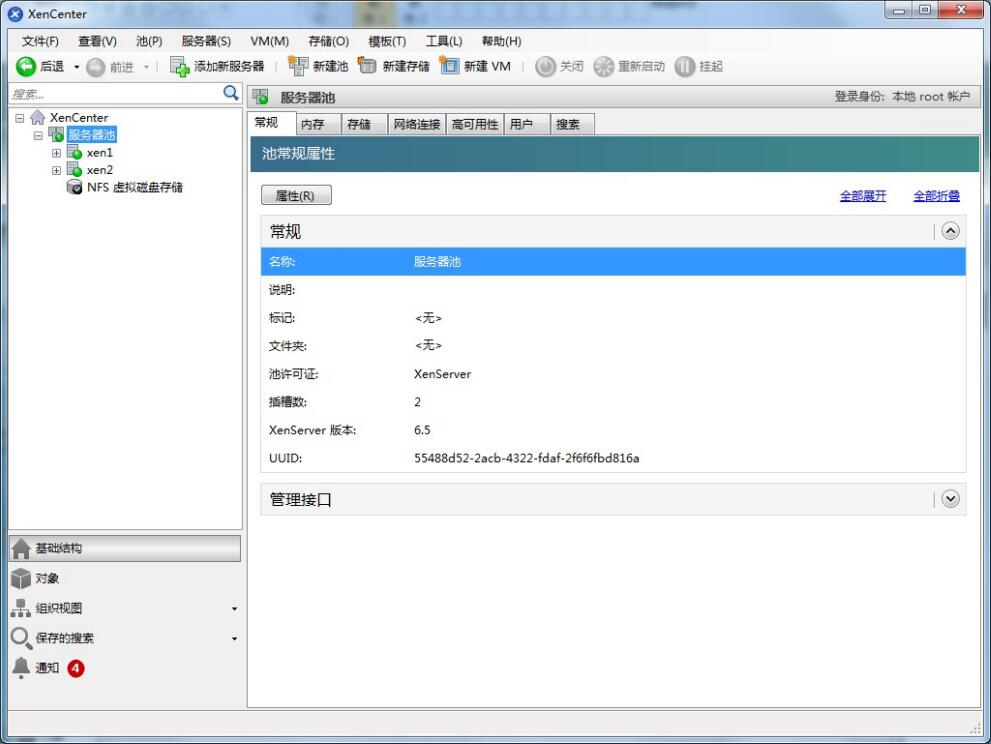 XenCenter
文件(F) 查看(V) 池(P) 服务器(S) VM(M) 存储(O) 模板(T) 工具(L) 帮助(H)
后退 前进 添加新服务器 新建池 新建存储 新建 VM 关闭 重新启动 挂起
搜索...
服务器池 登录身份: 本地 root 帐户
XenCenter
服务器池
xen1
xen2
NFS 虚拟磁盘存储
常规 内存 存储 网络连接 高可用性 用户 搜索
池常规属性
属性(R) 全部展开 全部折叠
常规
名称: 服务器池
说明:
标记: <无>
文件夹: <无>
池许可证: XenServer
插槽数: 2
XenServer 版本: 6.5
UUID: 55488d52-2acb-4322-fdaf-2f6f6fbd816a
管理接口
基础结构
对象
组织视图
保存的搜索
通知 4